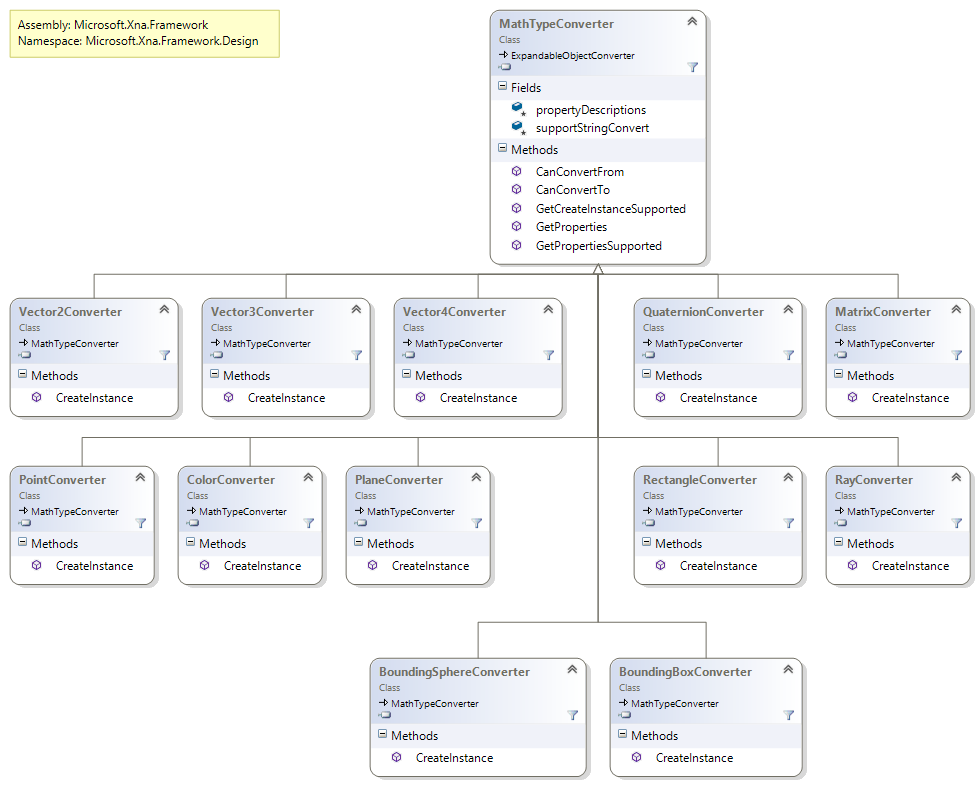 Assembly: Microsoft.Xna.Framework
Namespace: Microsoft.Xna.Framework.Design
MathTypeConverter
Class
ExpandableObjectConverter
Fields
propertyDescriptions
supportStringConvert
Methods
CanConvertFrom
CanConvertTo
GetCreateInstanceSupported
GetProperties
GetPropertiesSupported
Vector2Converter
Class
MathTypeConverter
Methods
CreateInstance
Vector3Converter
Class
MathTypeConverter
Methods
CreateInstance
Vector4Converter
Class
MathTypeConverter
Methods
CreateInstance
QuaternionConverter
Class
MathTypeConverter
Methods
CreateInstance
MatrixConverter
Class
MathTypeConverter
Methods
CreateInstance
PointConverter
Class
MathTypeConverter
Methods
CreateInstance
ColorConverter
Class
MathTypeConverter
Methods
CreateInstance
PlaneConverter
Class
MathTypeConverter
Methods
CreateInstance
RectangleConverter
Class
MathTypeConverter
Methods
CreateInstance
RayConverter
Class
MathTypeConverter
Methods
CreateInstance
BoundingSphereConverter
Class
MathTypeConverter
Methods
CreateInstance
BoundingBoxConverter
Class
MathTypeConverter
Methods
CreateInstance